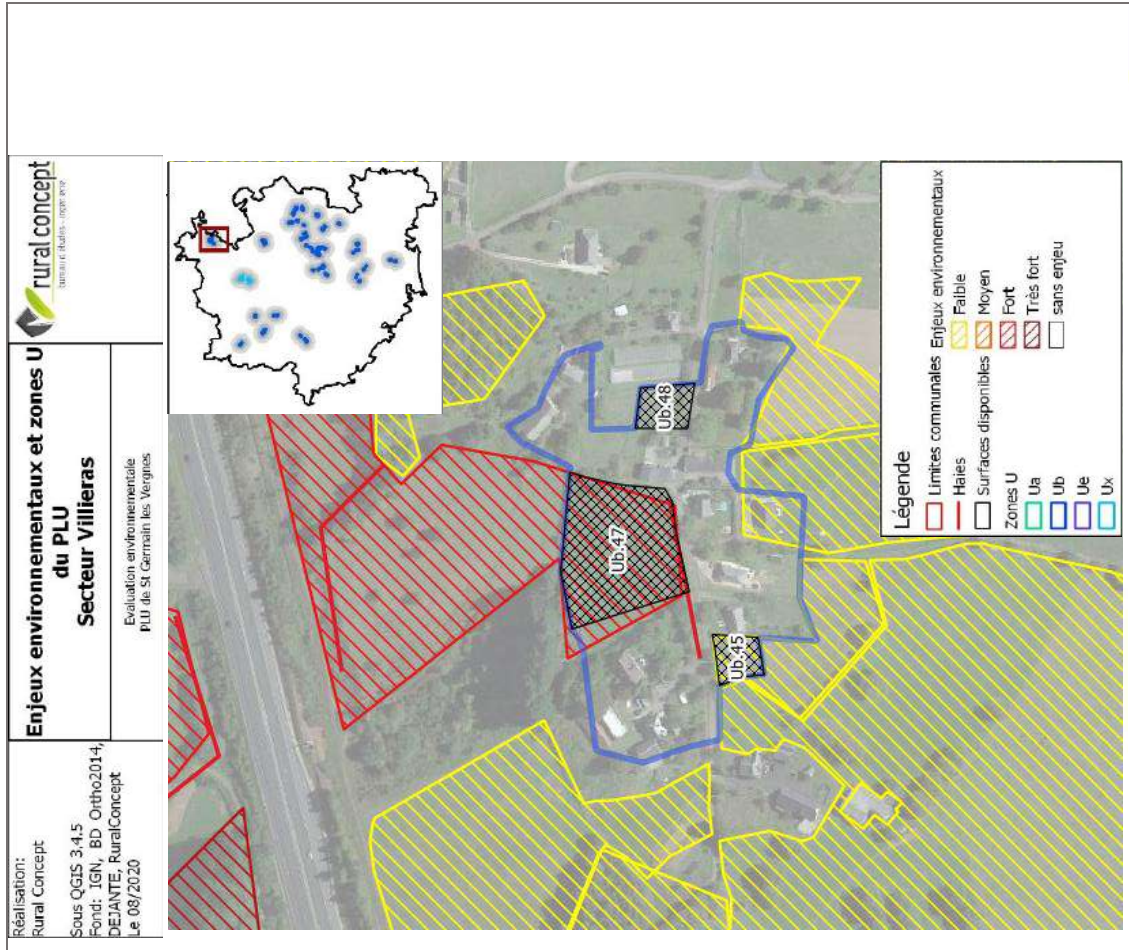 rural concept
bureau d'études - ingénierie
Enjeux environnementaux et zones U
du PLU
Secteur Villieras
Evaluation environnementale
PLU de St Germain les Vergnes
Réalisation:
Rural Concept
Sous QGIS 3.4.5
Fond: IGN, BD Ortho2014,
DEJANTE, RuralConcept
Le 08/2020
Ub.47
Ub.48
Ub.45
Légende
Limites communales
Haies
Surfaces disponibles
Zones U
Ua
Ub
Ue
Ux
Enjeux environnementaux
Faible
Moyen
Fort
Très fort
sans enjeu